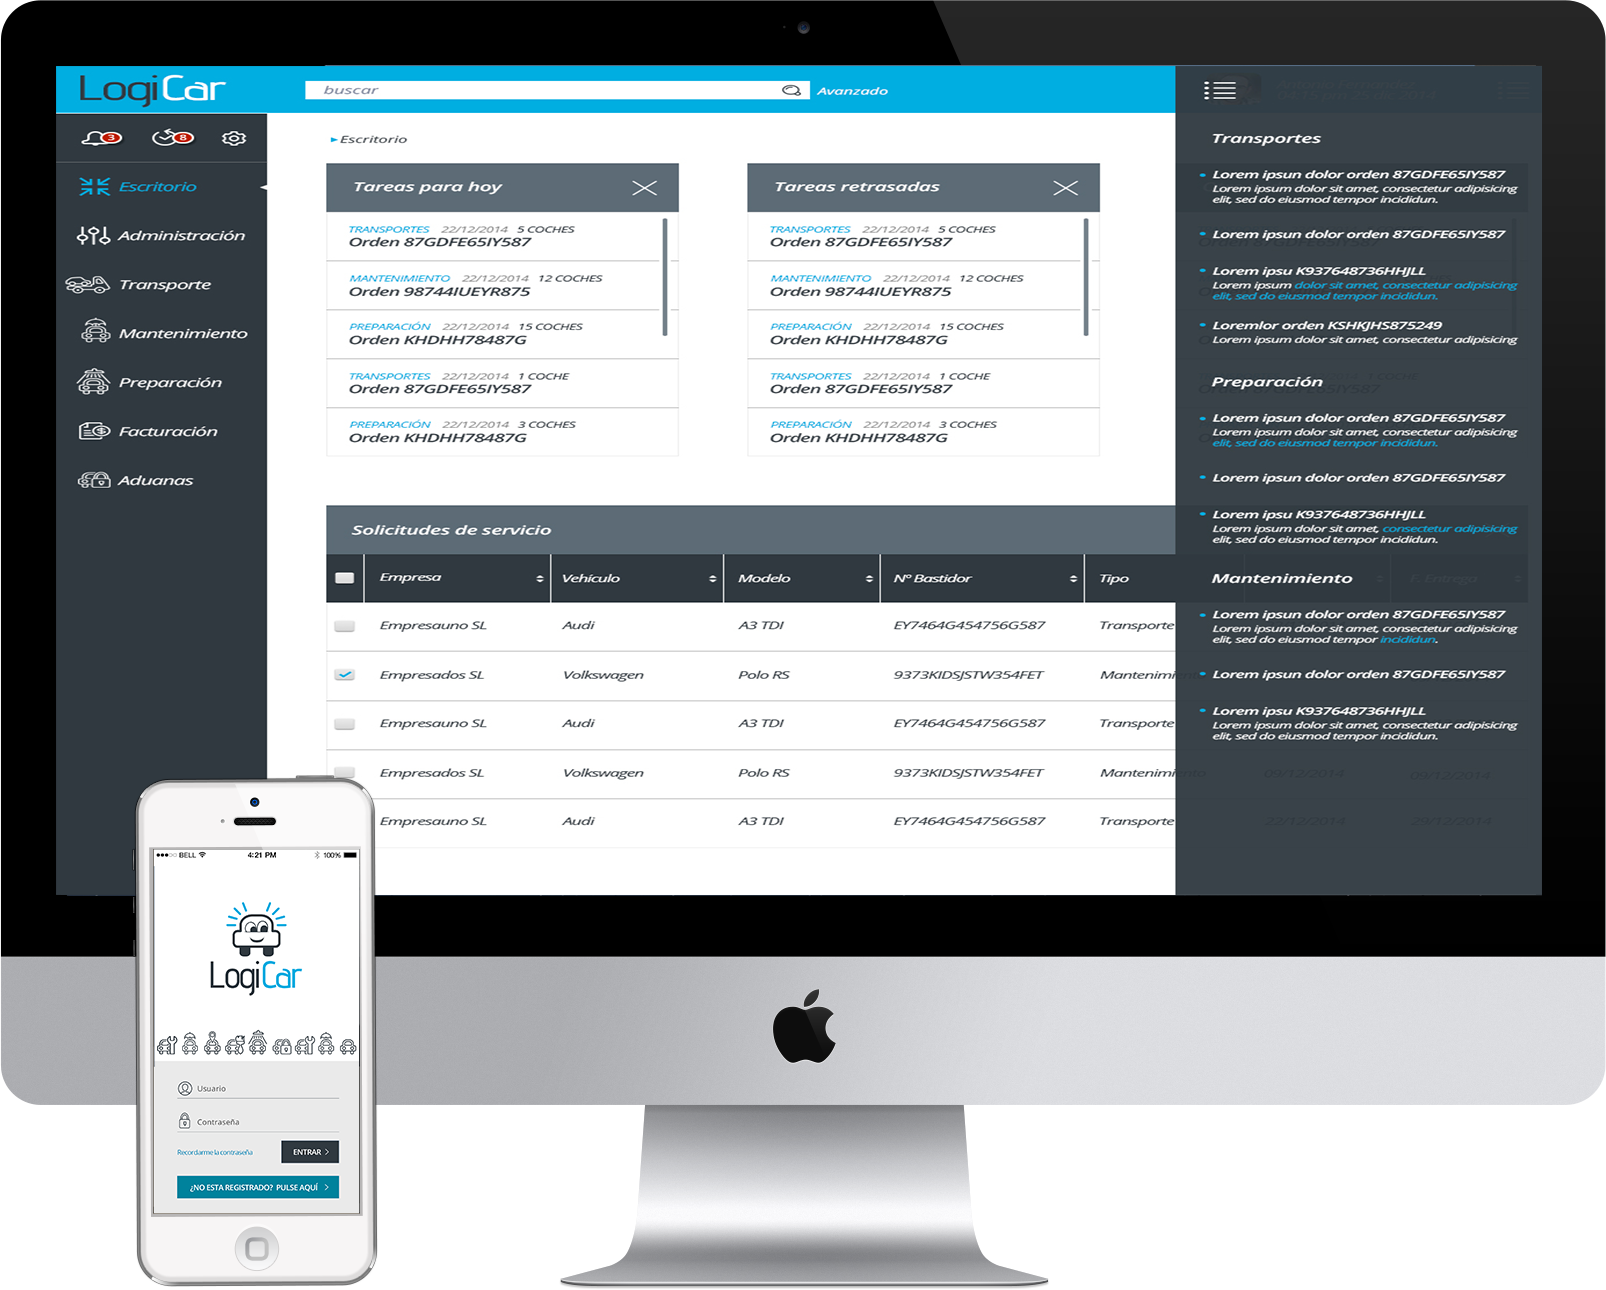 LogiCar
buscar
Avanzado
3
8
Escritorio
Administración
Transporte
Mantenimiento
Preparación
Facturación
Aduanas
Escritorio
Tareas para hoy
TRANSPORTES 22/12/2014 5 COCHES
Orden 87GDFE65IY587
MANTENIMIENTO 22/12/2014 12 COCHES
Orden 98744IUEYR875
PREPARACIÓN 22/12/2014 15 COCHES
Orden KHDHH78487G
TRANSPORTES 22/12/2014 1 COCHE
Orden 87GDFE65IY587
PREPARACIÓN 22/12/2014 3 COCHES
Orden KHDHH78487G
Tareas retrasadas
TRANSPORTES 22/12/2014 5 COCHES
Orden 87GDFE65IY587
MANTENIMIENTO 22/12/2014 12 COCHES
Orden 98744IUEYR875
PREPARACIÓN 22/12/2014 15 COCHES
Orden KHDHH78487G
TRANSPORTES 22/12/2014 1 COCHE
Orden 87GDFE65IY587
PREPARACIÓN 22/12/2014 3 COCHES
Orden KHDHH78487G
Solicitudes de servicio
Empresa Vehículo Modelo Nº Bastidor Tipo F. Entrega
Empresauno SL Audi A3 TDI EY7464G454756G587 Transporte
Empresados SL Volkswagen Polo RS 9373KIDSJSTW354FET Mantenimi
Empresauno SL Audi A3 TDI EY7464G454756G587 Transporte
Empresados SL Volkswagen Polo RS 9373KIDSJSTW354FET Mantenimiento 09/12/2014 09/12/2014
Empresauno SL Audi A3 TDI EY7464G454756G587 Transporte 22/12/2014 29/12/2014
Transportes
Lorem ipsun dolor orden 87GDFE65IY587
Lorem ipsum dolor sit amet, consectetur adipisicing
elit, sed do eiusmod tempor incididun.
Lorem ipsun dolor orden 87GDFE65IY587
Lorem ipsu K937648736HHJLL
Lorem ipsum dolor sit amet, consectetur adipisicing
elit, sed do eiusmod tempor incididun.
Loremlor orden KSHKJHS875249
Lorem ipsum dolor sit amet, consectetur adipisicing
Preparación
Lorem ipsun dolor orden 87GDFE65IY587
Lorem ipsum dolor sit amet, consectetur adipisicing
elit, sed do eiusmod tempor incididun.
Lorem ipsun dolor orden 87GDFE65IY587
Lorem ipsu K937648736HHJLL
Lorem ipsum dolor sit amet, consectetur adipisicing
elit, sed do eiusmod tempor incididun.
Mantenimiento
Lorem ipsun dolor orden 87GDFE65IY587
Lorem ipsum dolor sit amet, consectetur adipisicing
elit, sed do eiusmod tempor incididun.
Lorem ipsun dolor orden 87GDFE65IY587
Lorem ipsu K937648736HHJLL
Lorem ipsum dolor sit amet, consectetur adipisicing
elit, sed do eiusmod tempor incididun.
BELL 4:21 PM 100%
LogiCar
Usuario
Contraseña
Recordarme la contraseña
ENTRAR >
¿NO ESTA REGISTRADO? PULSE AQUÍ >